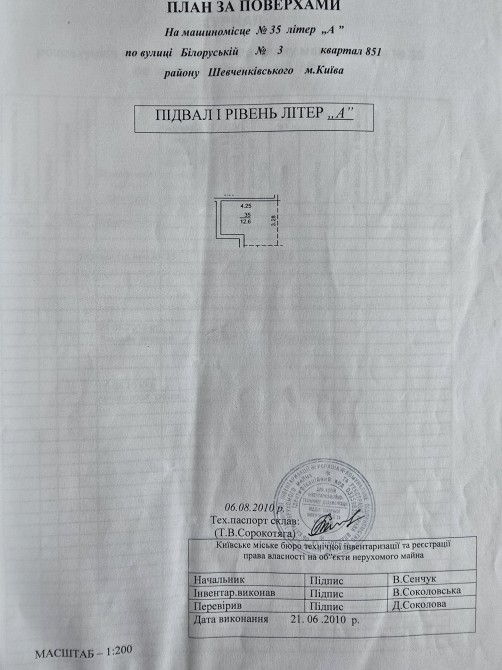 ПЛАН ЗА ПОВЕРХАМИ
На машиномісце № 35 літер „А”
по вулиці Білоруській № 3 квартал 851
району Шевченківського м.Київа
ПІДВАЛ І РІВЕНЬ ЛІТЕР „А”
4.25
35
12.6
3.28
06.08.2010 р.
Тех.паспорт склав:
(Т.В.Сорокотяга)
Київське міське бюро технічної інвентаризації та реєстрації
права власності на об"єкти нерухомого майна
Начальник Підпис В.Сенчук
Інвентар.виконав Підпис В.Соколовська
Перевірив Підпис Д.Соколова
Дата виконання 21. 06 .2010 р.
МАСШТАБ – 1:200